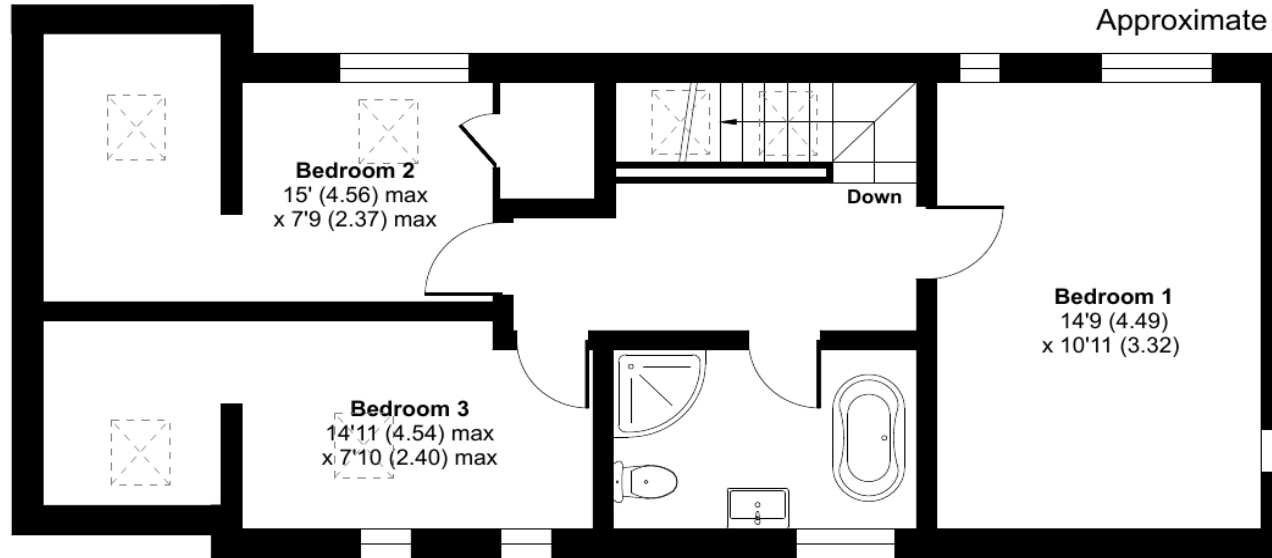 Approximate
Bedroom 2
15' (4.56) max
x 7'9 (2.37) max
Down
Bedroom 1
14'9 (4.49)
x 10'11 (3.32)
Bedroom 3
14'11 (4.54) max
x 7'10 (2.40) max